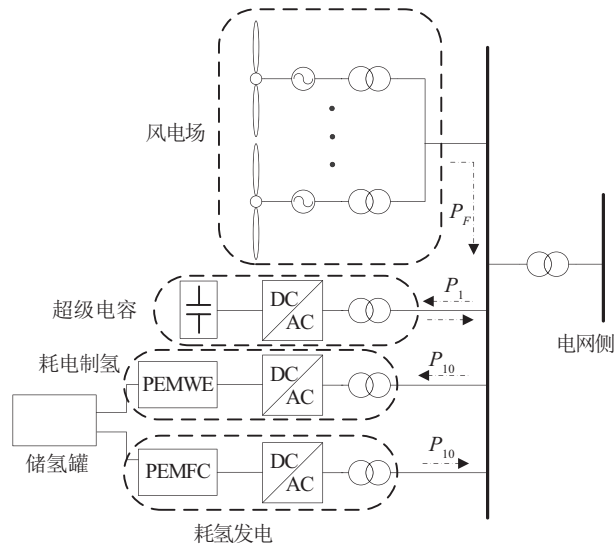 风电场
P_F
超级电容
DC
AC
P_1
电网侧
耗电制氢
PEMWE
DC
AC
P_10
储氢罐
PEMFC
DC
AC
P_10
耗氢发电